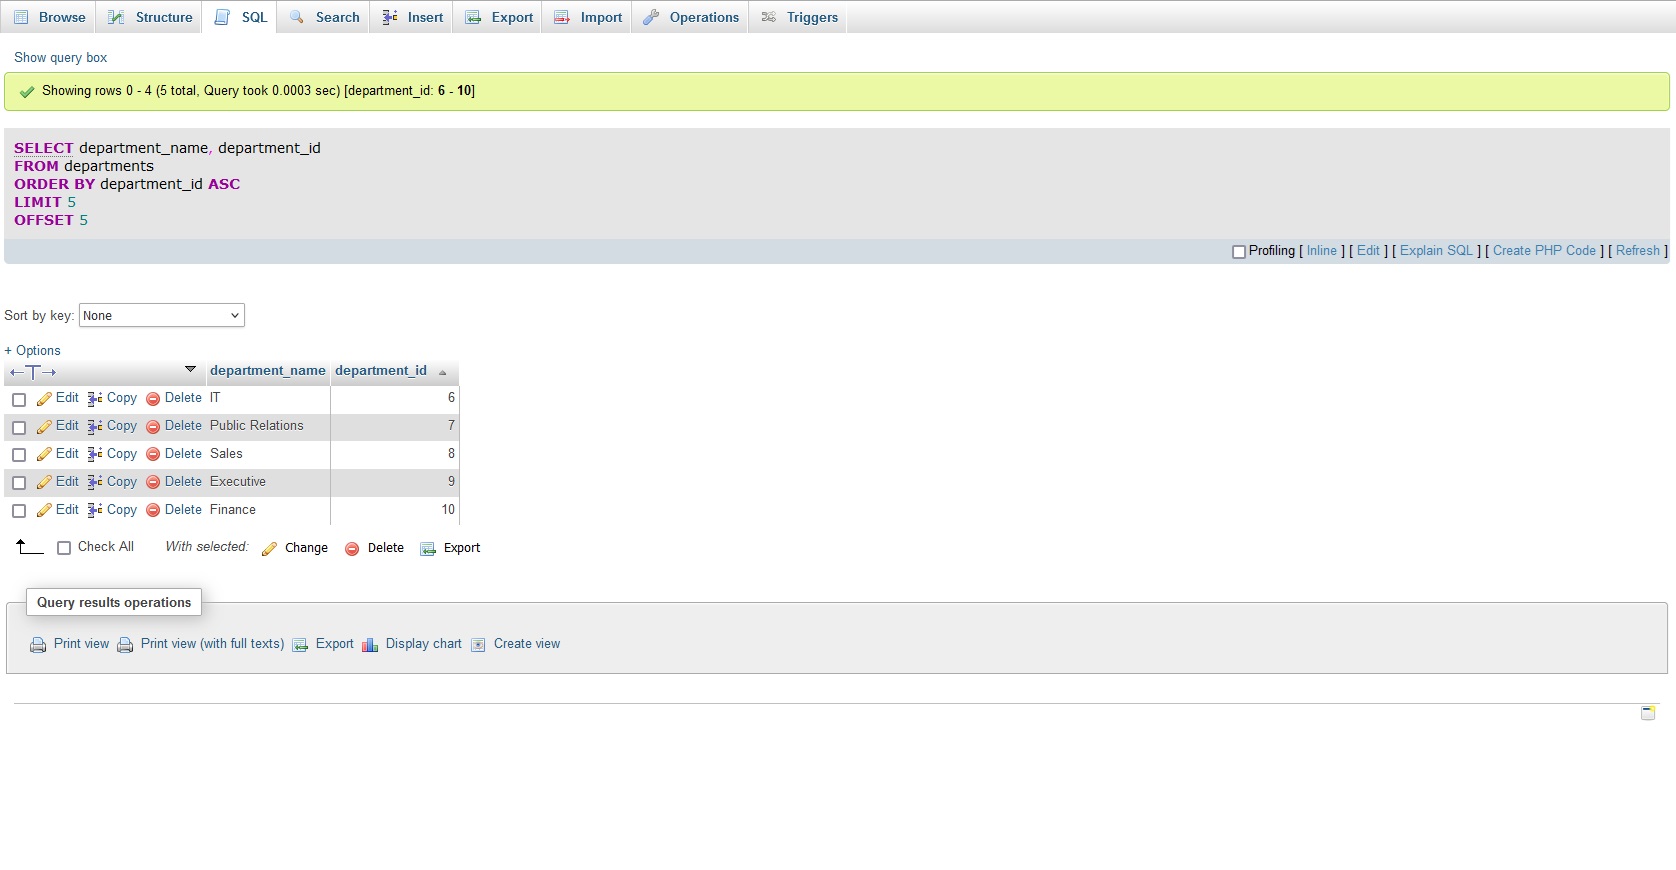 Browse Structure SQL Search Insert Export Import Operations Triggers
Show query box
Showing rows 0 - 4 (5 total, Query took 0.0003 sec) [department_id: 6 - 10]
SELECT department_name, department_id
FROM departments
ORDER BY department_id ASC
LIMIT 5
OFFSET 5
Profiling [ Inline ] [ Edit ] [ Explain SQL ] [ Create PHP Code ] [ Refresh ]
Sort by key: None
+ Options
←T→ department_name department_id
Edit Copy Delete IT 6
Edit Copy Delete Public Relations 7
Edit Copy Delete Sales 8
Edit Copy Delete Executive 9
Edit Copy Delete Finance 10
Check All With selected: Change Delete Export
Query results operations
Print view Print view (with full texts) Export Display chart Create view